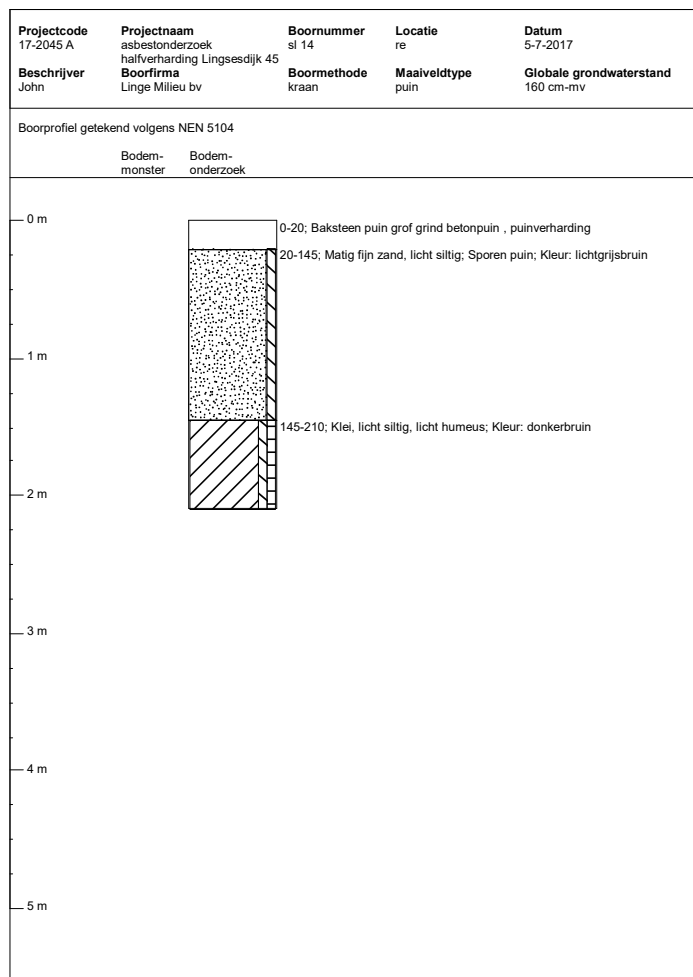 Projectcode Projectnaam Boornummer Locatie Datum
17-2045 A asbestonderzoek sl 14 re 5-7-2017
halfverharding Lingsesdijk 45
Beschrijver Boorfirma Boormethode Maaiveldtype Globale grondwaterstand
John Linge Milieu bv kraan puin 160 cm-mv
Boorprofiel getekend volgens NEN 5104
Bodem- Bodem-
monster onderzoek
0 m
0-20; Baksteen puin grof grind betonpuin , puinverharding
20-145; Matig fijn zand, licht siltig; Sporen puin; Kleur: lichtgrijsbruin
1 m
145-210; Klei, licht siltig, licht humeus; Kleur: donkerbruin
2 m
3 m
4 m
5 m